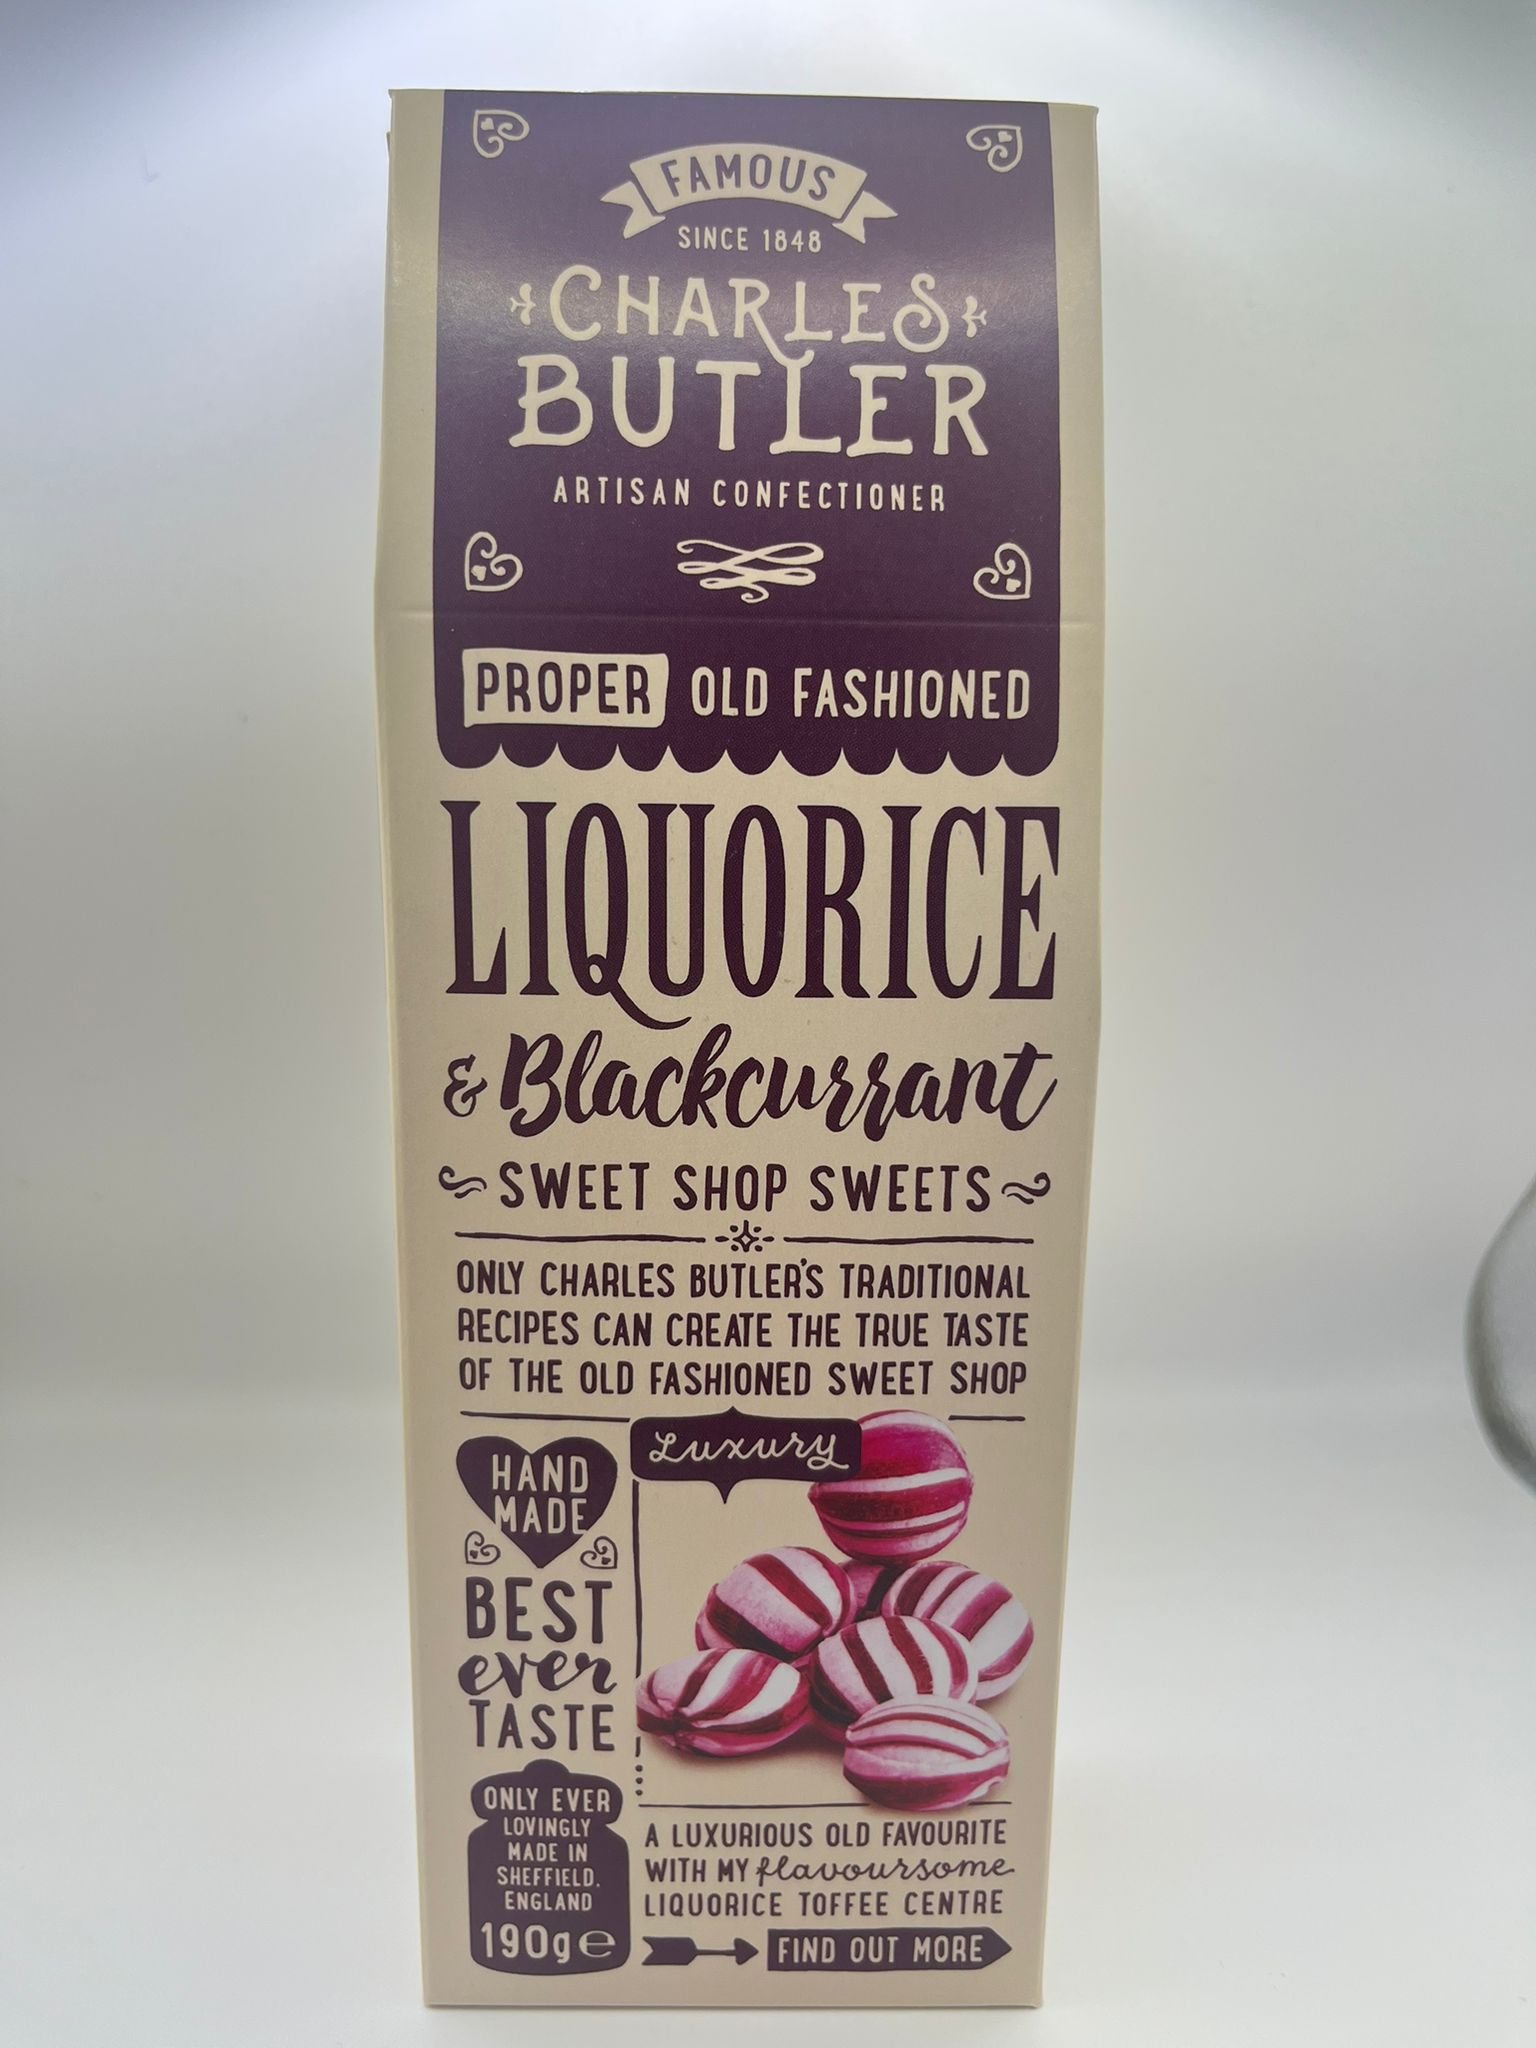 FAMOUS
SINCE 1848
CHARLES
BUTLER
ARTISAN CONFECTIONER
PROPER OLD FASHIONED
LIQUORICE
& Blackcurrant
SWEET SHOP SWEETS
ONLY CHARLES BUTLER'S TRADITIONAL
RECIPES CAN CREATE THE TRUE TASTE
OF THE OLD FASHIONED SWEET SHOP
Luxury
HAND
MADE
BEST
ever
TASTE
ONLY EVER
LOVINGLY
MADE IN
SHEFFIELD,
ENGLAND
190g℮
A LUXURIOUS OLD FAVOURITE
WITH MY flavoursome
LIQUORICE TOFFEE CENTRE
FIND OUT MORE